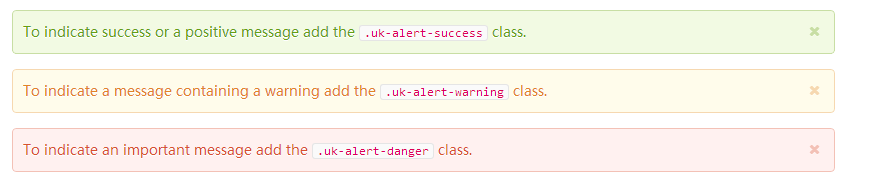 To indicate success or a positive message add the .uk-alert-success class.
To indicate a message containing a warning add the .uk-alert-warning class.
To indicate an important message add the .uk-alert-danger class.